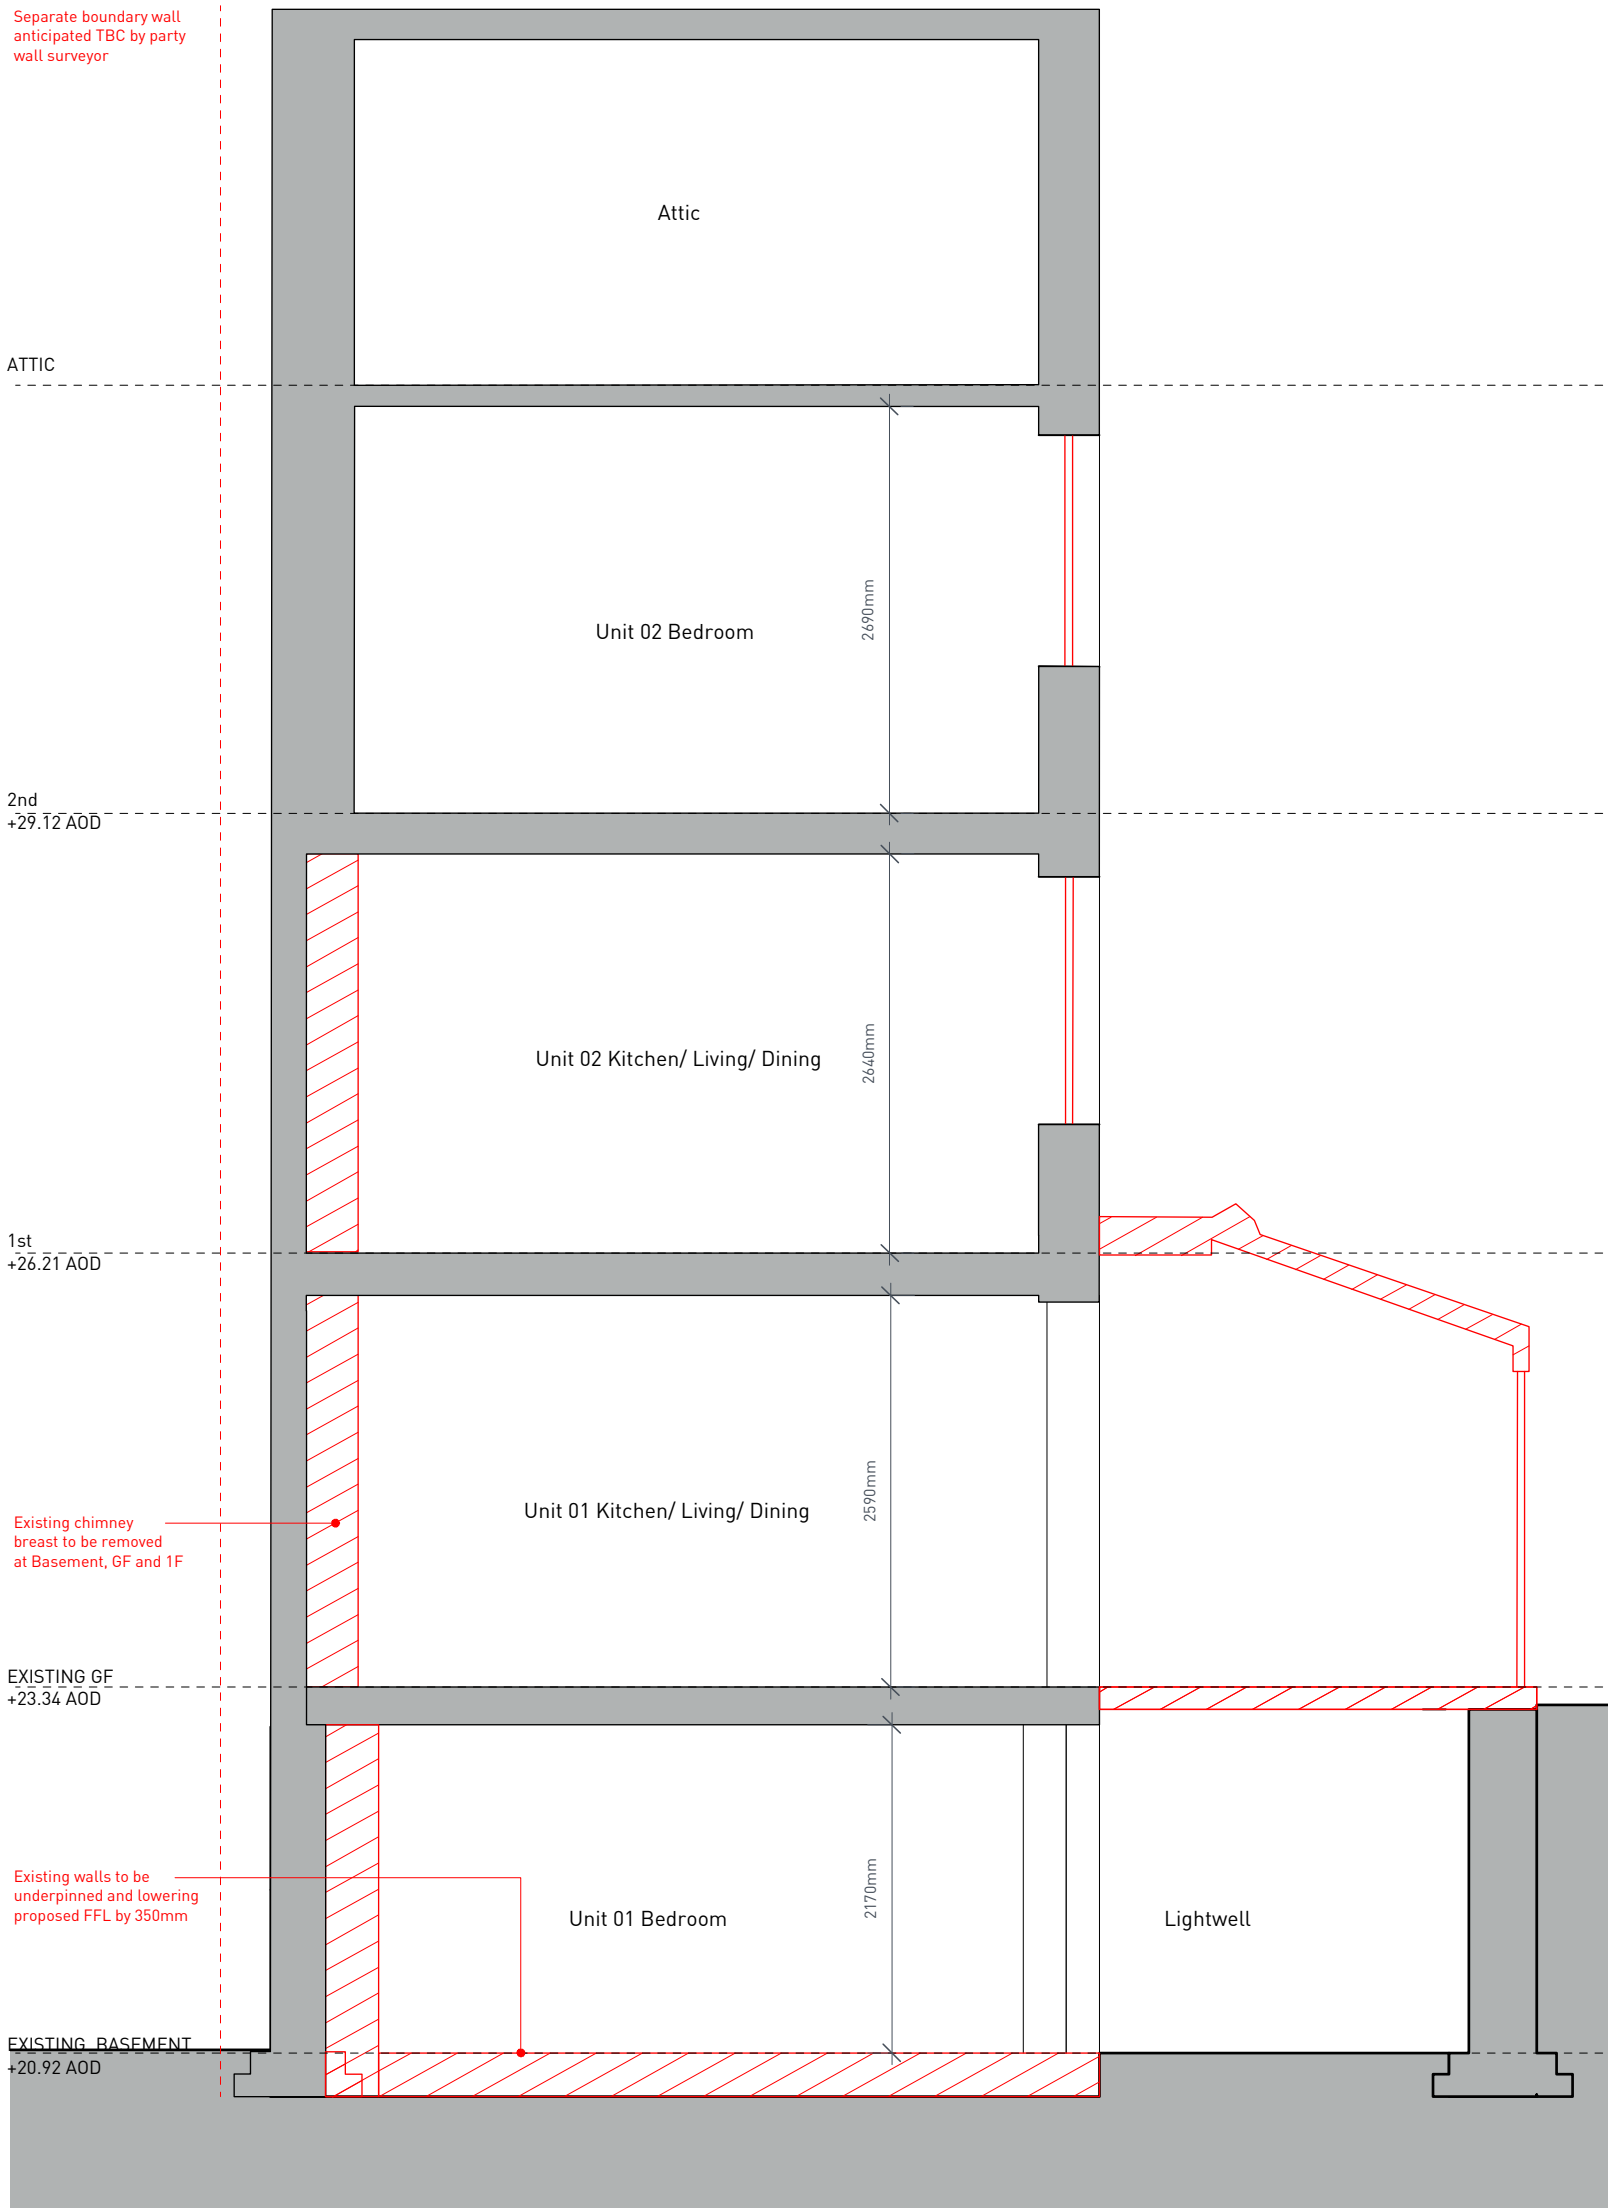 Separate boundary wall
anticipated TBC by party
wall surveyor
Attic
ATTIC
Unit 02 Bedroom
2690mm
2nd
+29.12 AOD
Unit 02 Kitchen/ Living/ Dining
2640mm
1st
+26.21 AOD
Unit 01 Kitchen/ Living/ Dining
2590mm
Existing chimney
breast to be removed
at Basement, GF and 1F
EXISTING GF
+23.34 AOD
Existing walls to be
underpinned and lowering
proposed FFL by 350mm
Unit 01 Bedroom
2170mm
Lightwell
EXISTING BASEMENT
+20.92 AOD